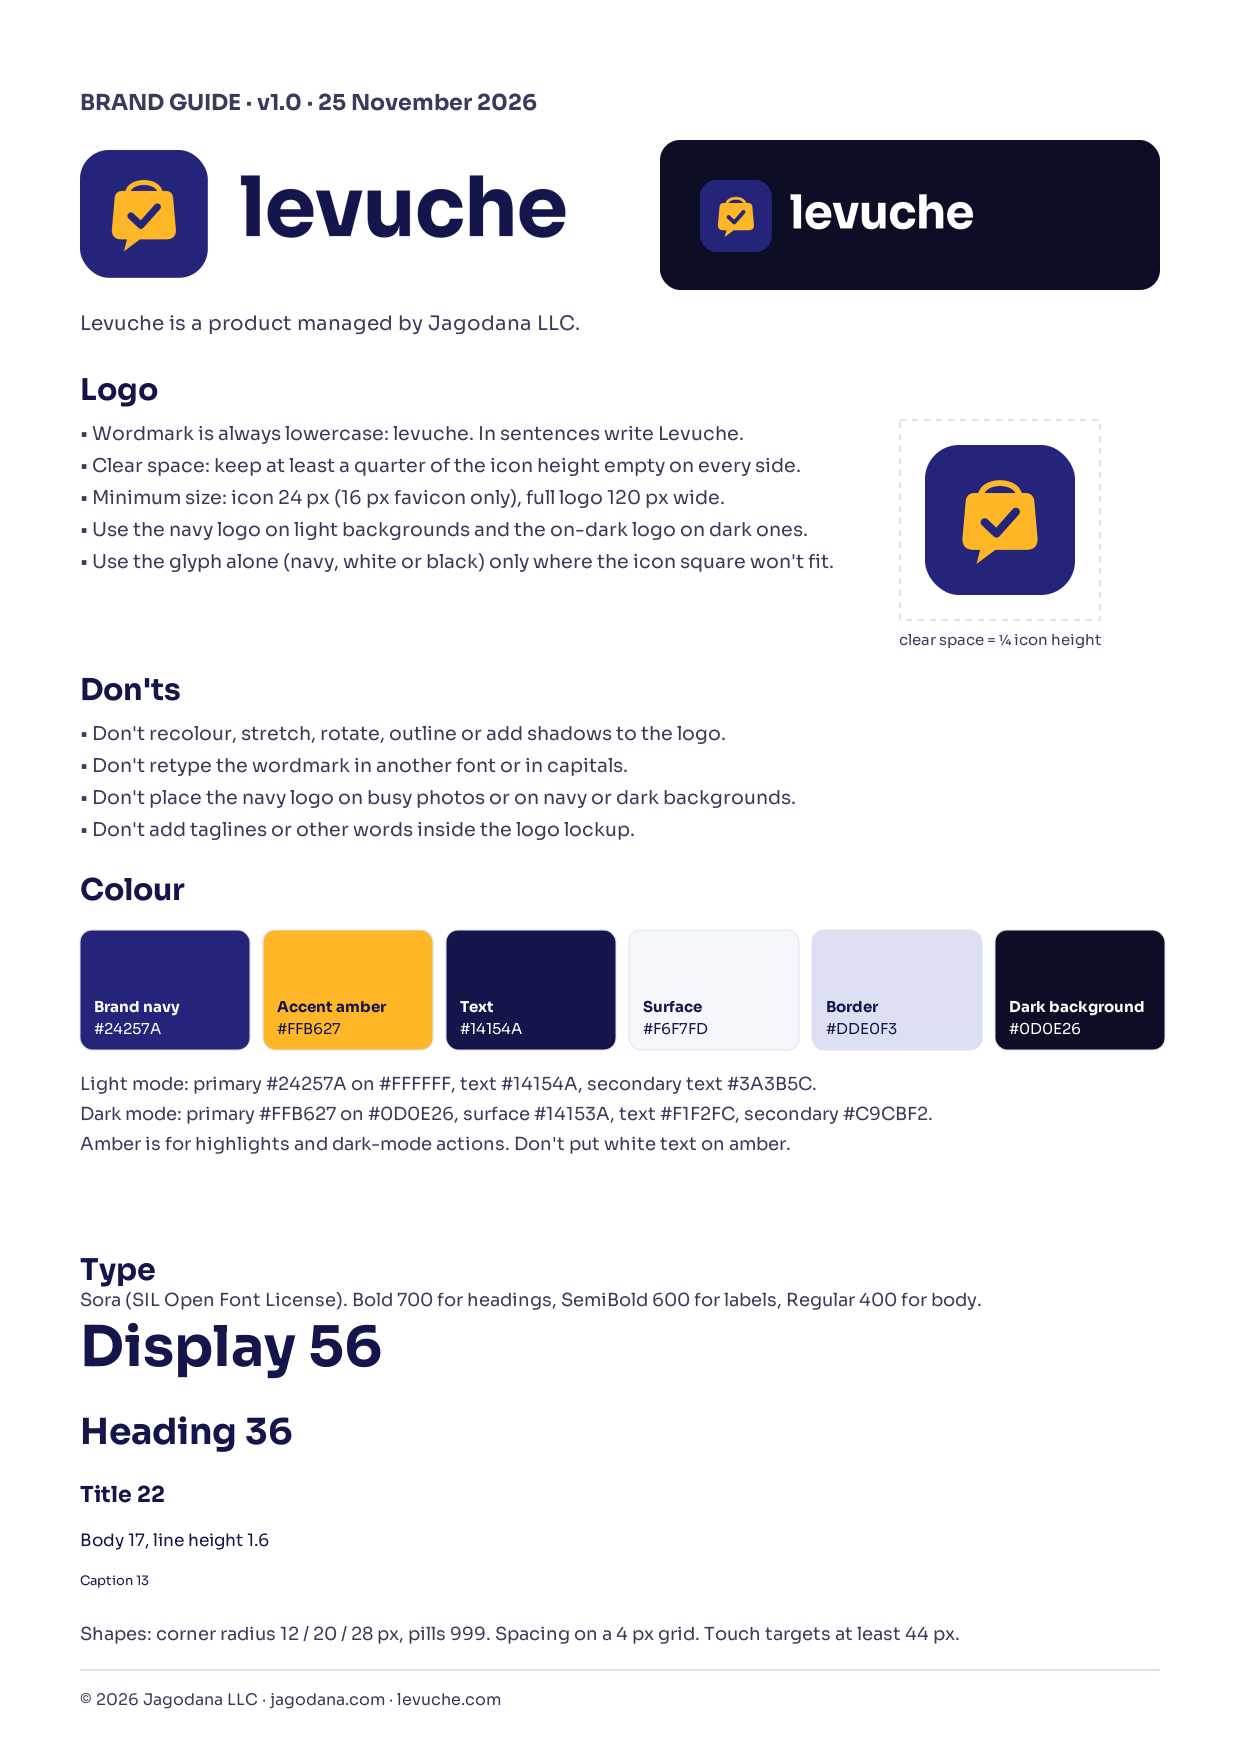 BRAND GUIDE · v1.0 · 25 November 2026
levuche
levuche
Levuche is a product managed by Jagodana LLC.
Logo
▪ Wordmark is always lowercase: levuche. In sentences write Levuche.
▪ Clear space: keep at least a quarter of the icon height empty on every side.
▪ Minimum size: icon 24 px (16 px favicon only), full logo 120 px wide.
▪ Use the navy logo on light backgrounds and the on-dark logo on dark ones.
▪ Use the glyph alone (navy, white or black) only where the icon square won't fit.
clear space = ¼ icon height
Don'ts
▪ Don't recolour, stretch, rotate, outline or add shadows to the logo.
▪ Don't retype the wordmark in another font or in capitals.
▪ Don't place the navy logo on busy photos or on navy or dark backgrounds.
▪ Don't add taglines or other words inside the logo lockup.
Colour
Brand navy
#24257A
Accent amber
#FFB627
Text
#14154A
Surface
#F6F7FD
Border
#DDE0F3
Dark background
#0D0E26
Light mode: primary #24257A on #FFFFFF, text #14154A, secondary text #3A3B5C.
Dark mode: primary #FFB627 on #0D0E26, surface #14153A, text #F1F2FC, secondary #C9CBF2.
Amber is for highlights and dark-mode actions. Don't put white text on amber.
Type
Sora (SIL Open Font License). Bold 700 for headings, SemiBold 600 for labels, Regular 400 for body.
Display 56
Heading 36
Title 22
Body 17, line height 1.6
Caption 13
Shapes: corner radius 12 / 20 / 28 px, pills 999. Spacing on a 4 px grid. Touch targets at least 44 px.
© 2026 Jagodana LLC · jagodana.com · levuche.com